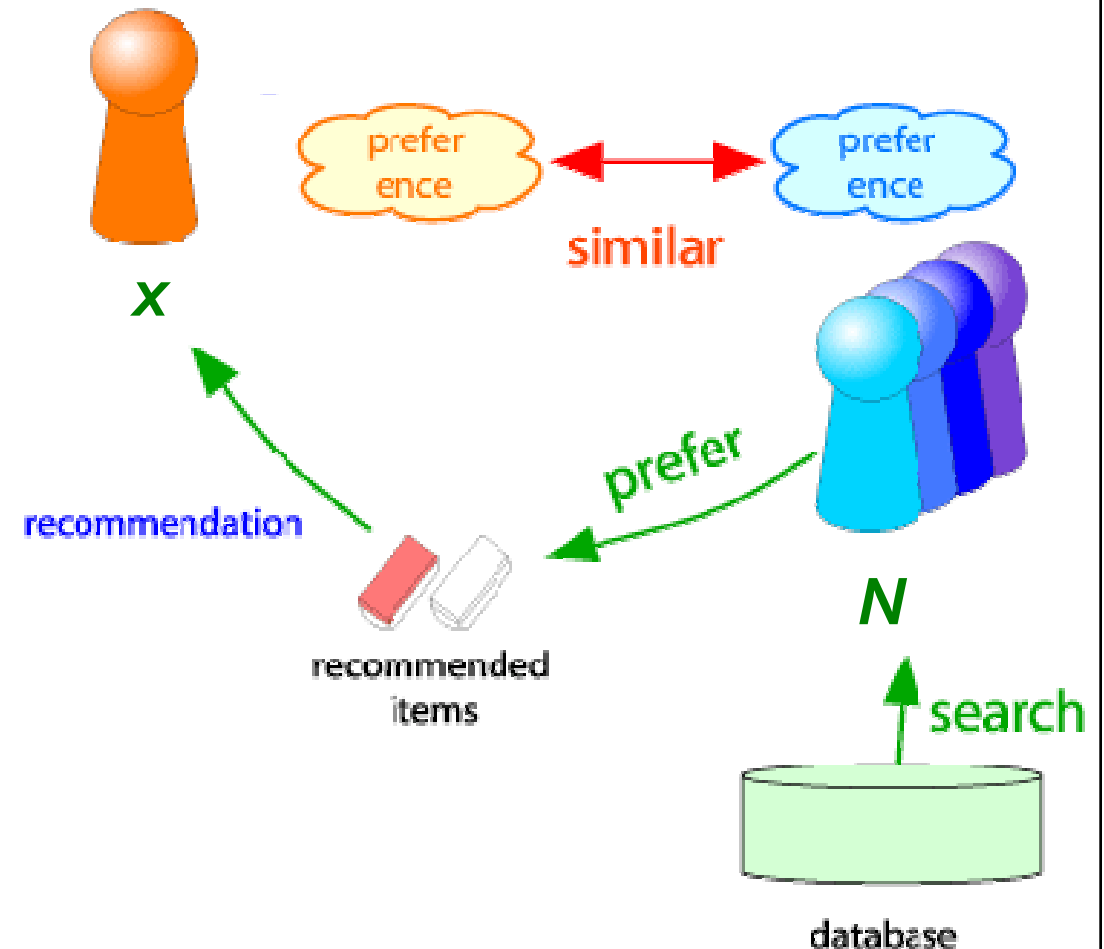 prefer
ence
prefer
ence
similar
x
prefer
recommendation
N
recommended
items
search
database